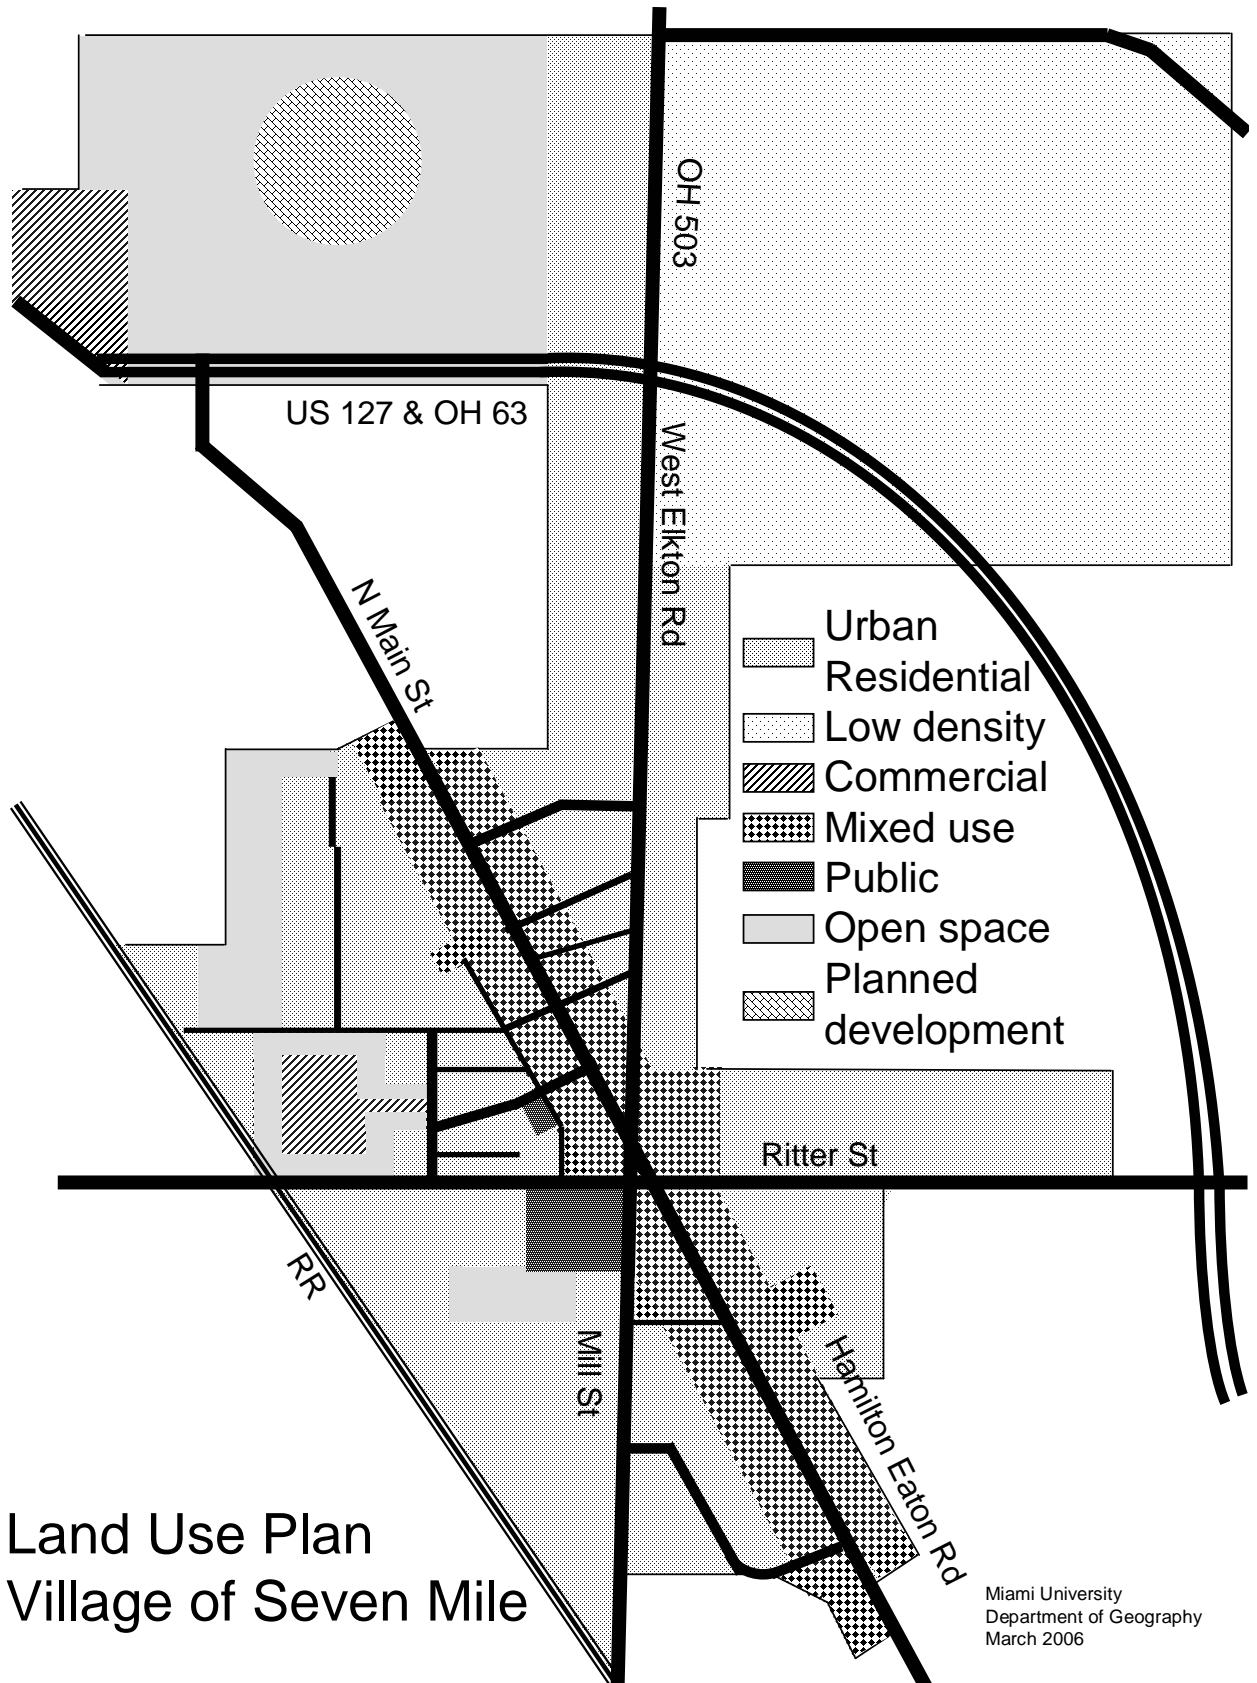 OH 503
US 127 & OH 63
West Elkton Rd
N Main St
Urban
Residential
Low density
Commercial
Mixed use
Public
Open space
Planned
development
Ritter St
RR
Mill St
Hamilton Eaton Rd
Land Use Plan
Village of Seven Mile
Miami University
Department of Geography
March 2006